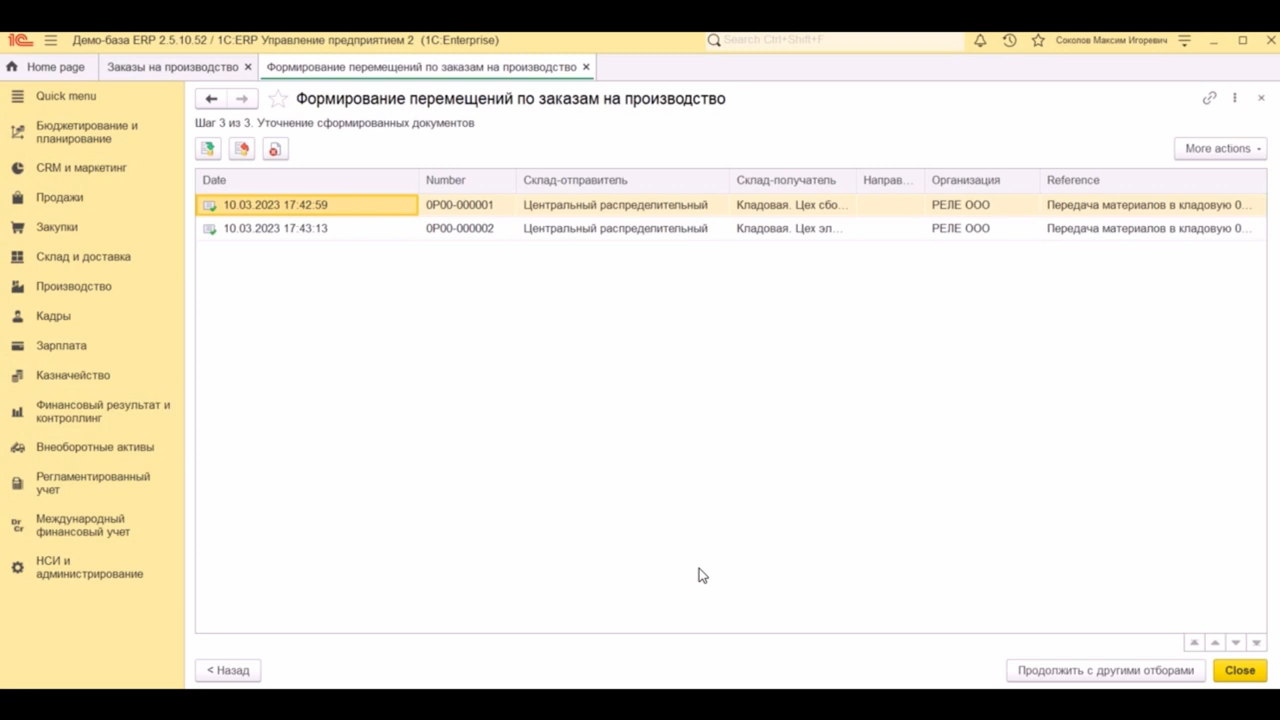 1С Демо-база ERP 2.5.10.52 / 1С:ERP Управление предприятием 2 (1C:Enterprise) Search Ctrl+Shift+F Соколов Максим Игоревич
Home page Заказы на производство Формирование перемещений по заказам на производство
Quick menu
Бюджетирование и
планирование
CRM и маркетинг
Продажи
Закупки
Склад и доставка
Производство
Кадры
Зарплата
Казначейство
Финансовый результат и
контроллинг
Внеоборотные активы
Регламентированный
учет
Международный
финансовый учет
НСИ и
администрирование
Формирование перемещений по заказам на производство
Шаг 3 из 3. Уточнение сформированных документов
More actions
Date Number Склад-отправитель Склад-получатель Направ... Организация Reference
10.03.2023 17:42:59 0Р00-000001 Центральный распределительный Кладовая. Цех сбо... РЕЛЕ ООО Передача материалов в кладовую 0...
10.03.2023 17:43:13 0Р00-000002 Центральный распределительный Кладовая. Цех эл... РЕЛЕ ООО Передача материалов в кладовую 0...
< Назад Продолжить с другими отборами Close